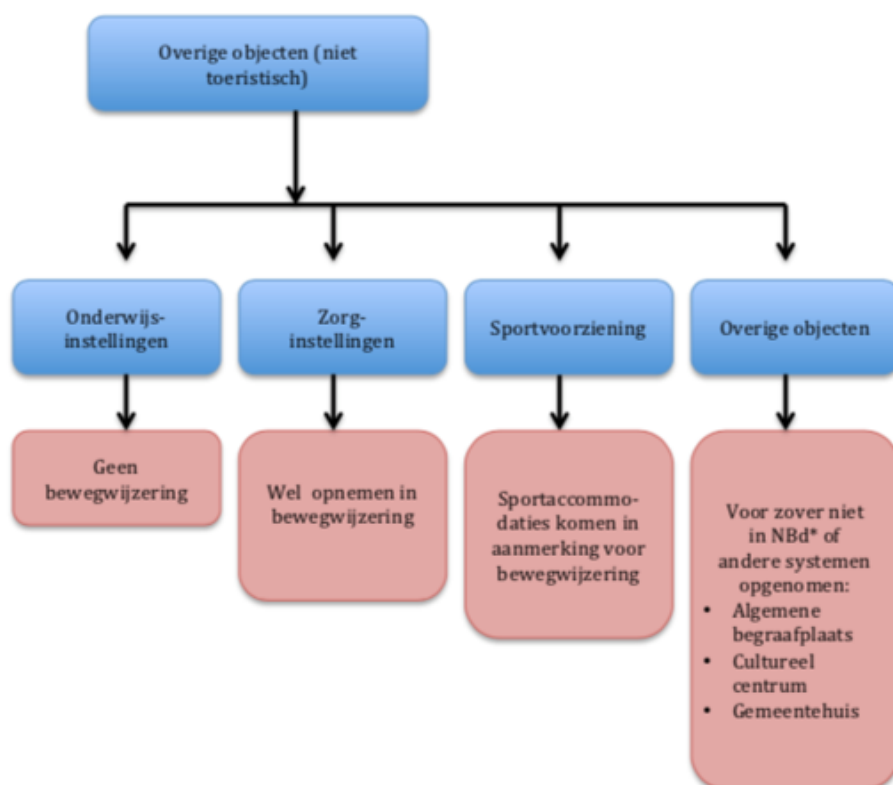 Overige objecten (niet
toeristisch)
Onderwijs-
instellingen
Zorg-
instellingen
Sportvoorziening
Overige objecten
Geen
bewegwijzering
Wel opnemen in
bewegwijzering
Sportaccommo-
daties komen in
aanmerking voor
bewegwijzering
Voor zover niet
in NBd* of
andere systemen
opgenomen:
• Algemene
begraafplaats
• Cultureel
centrum
• Gemeentehuis